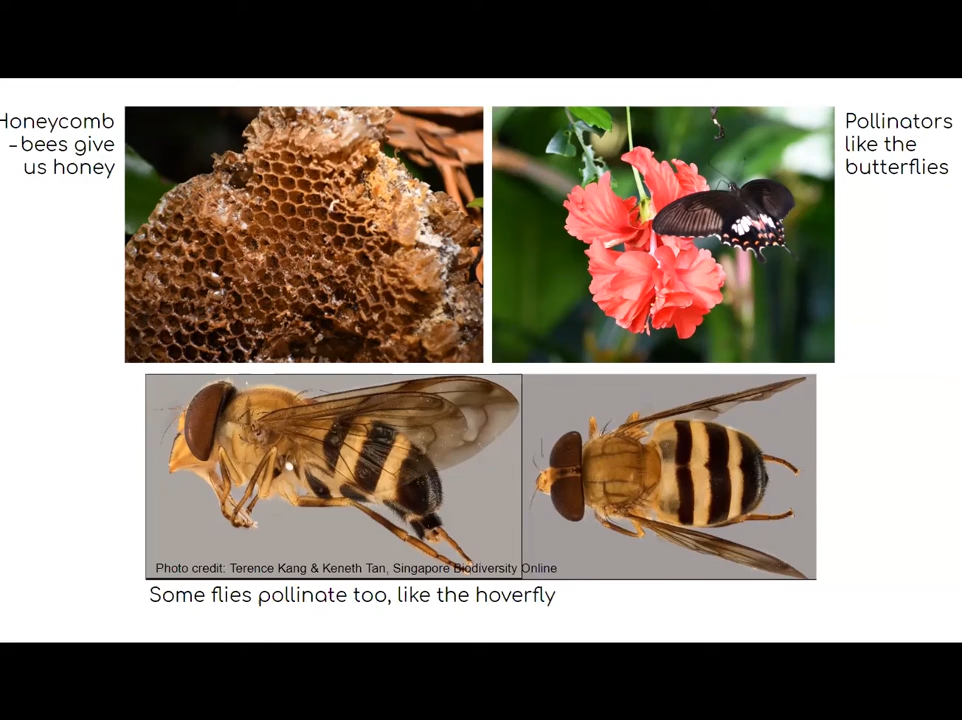 Honeycomb
-bees give
us honey
Pollinators
like the
butterflies
Photo credit: Terence Kang & Keneth Tan, Singapore Biodiversity Online
Some flies pollinate too, like the hoverfly